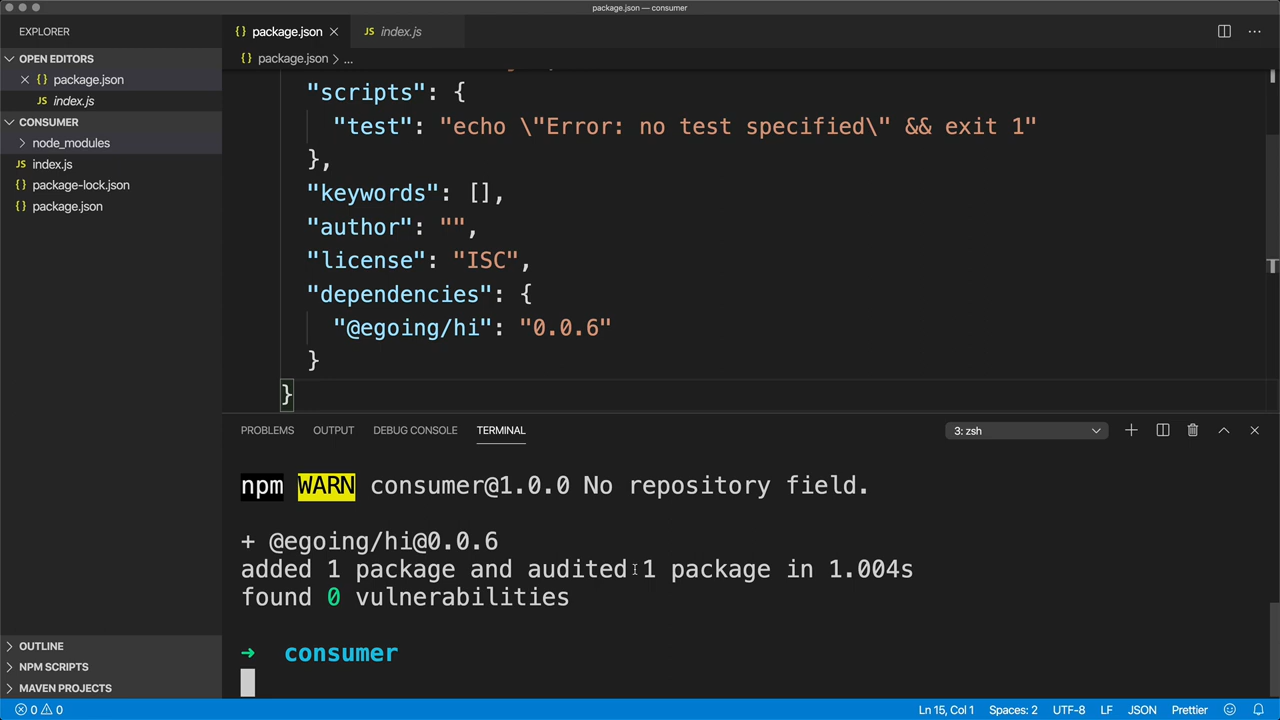 package.json — consumer
EXPLORER
package.json
index.js
OPEN EDITORS
package.json
package.json
index.js
CONSUMER
node_modules
index.js
package-lock.json
package.json
"scripts": {
"test": "echo \"Error: no test specified\" && exit 1"
},
"keywords": [],
"author": "",
"license": "ISC",
"dependencies": {
"@egoing/hi": "0.0.6"
}
}
PROBLEMS OUTPUT DEBUG CONSOLE TERMINAL
3: zsh
npm WARN consumer@1.0.0 No repository field.
+ @egoing/hi@0.0.6
added 1 package and audited 1 package in 1.004s
found 0 vulnerabilities
➜ consumer
OUTLINE
NPM SCRIPTS
MAVEN PROJECTS
0 0
Ln 15, Col 1 Spaces: 2 UTF-8 LF JSON Prettier